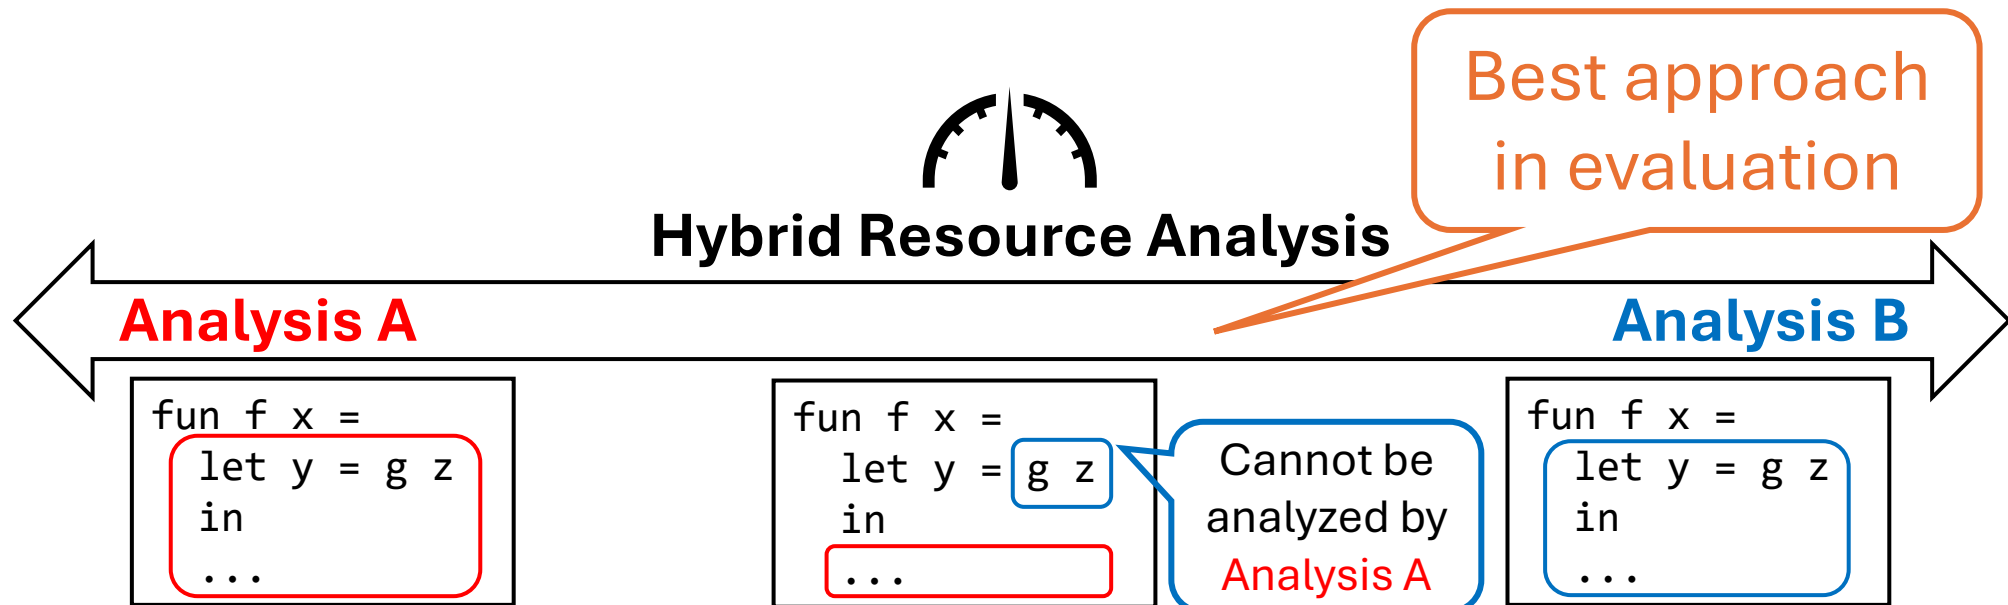 Best approach
in evaluation
Hybrid Resource Analysis
Analysis A
Analysis B
fun f x =
let y = g z
in
...
fun f x =
let y = g z
in
...
Cannot be
analyzed by
Analysis A
fun f x =
let y = g z
in
...